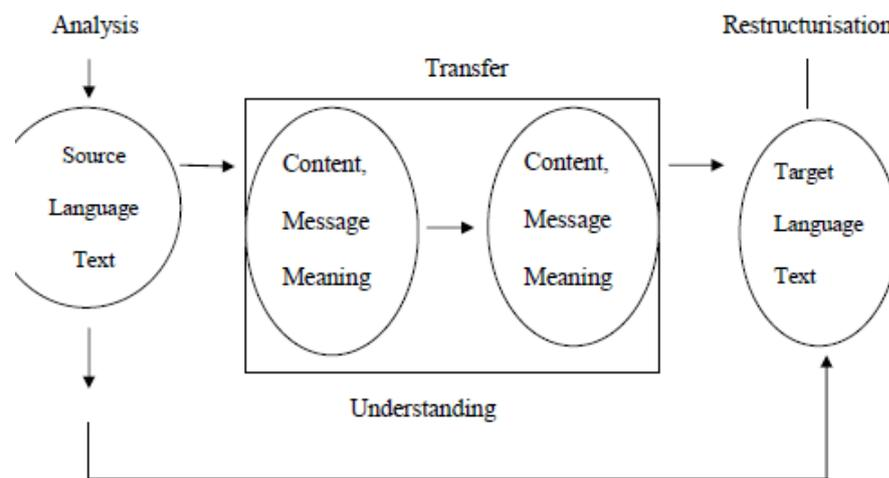 Analysis
Restructurisation
Transfer
Source
Language
Text
Content,
Message
Meaning
Content,
Message
Meaning
Target
Language
Text
Understanding